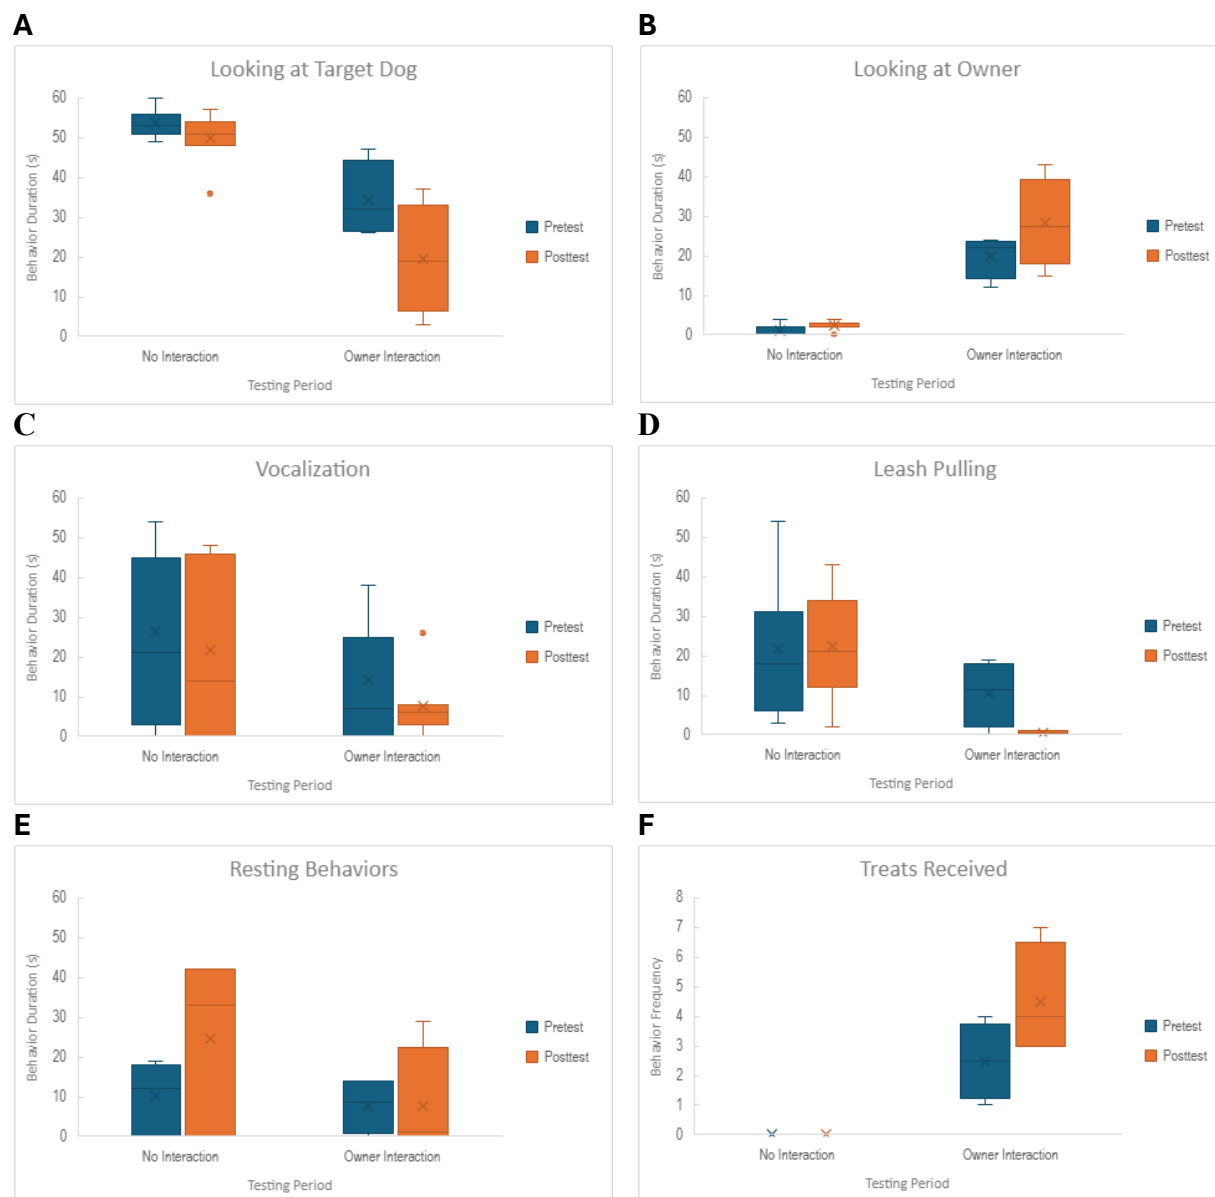 A
Looking at Target Dog
60
50
40
30
20
10
0
Behavior Duration (s)
No Interaction
Owner Interaction
Testing Period
Pretest
Posttest
B
Looking at Owner
60
50
40
30
20
10
0
Behavior Duration (s)
No Interaction
Owner Interaction
Testing Period
Pretest
Posttest
C
Vocalization
60
50
40
30
20
10
0
Behavior Duration (s)
No Interaction
Owner Interaction
Testing Period
Pretest
Posttest
D
Leash Pulling
60
50
40
30
20
10
0
Behavior Duration (s)
No Interaction
Owner Interaction
Testing Period
Pretest
Posttest
E
Resting Behaviors
60
50
40
30
20
10
0
Behavior Duration (s)
No Interaction
Owner Interaction
Testing Period
Pretest
Posttest
F
Treats Received
8
7
6
5
4
3
2
1
0
Behavior Frequency
No Interaction
Owner Interaction
Testing Period
Pretest
Posttest